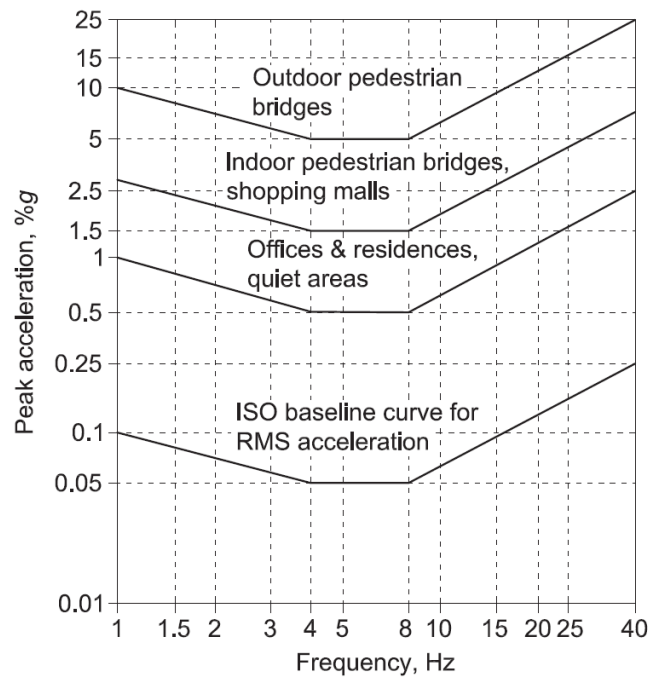 25
15
10
5
2.5
1.5
1
0.5
0.25
0.1
0.05
0.01
Peak acceleration, %g
Outdoor pedestrian
bridges
Indoor pedestrian bridges,
shopping malls
Offices & residences,
quiet areas
ISO baseline curve for
RMS acceleration
1 1.5 2 3 4 5 8 10 15 20 25 40
Frequency, Hz